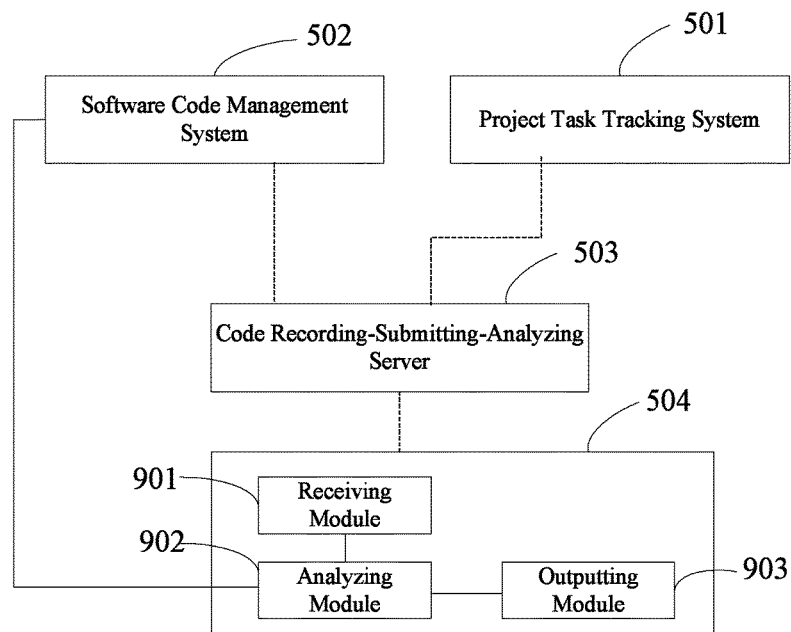 502
501
Software Code Management
System
Project Task Tracking System
503
Code Recording-Submitting-Analyzing
Server
504
901
Receiving
Module
902
Analyzing
Module
Outputting
Module
903